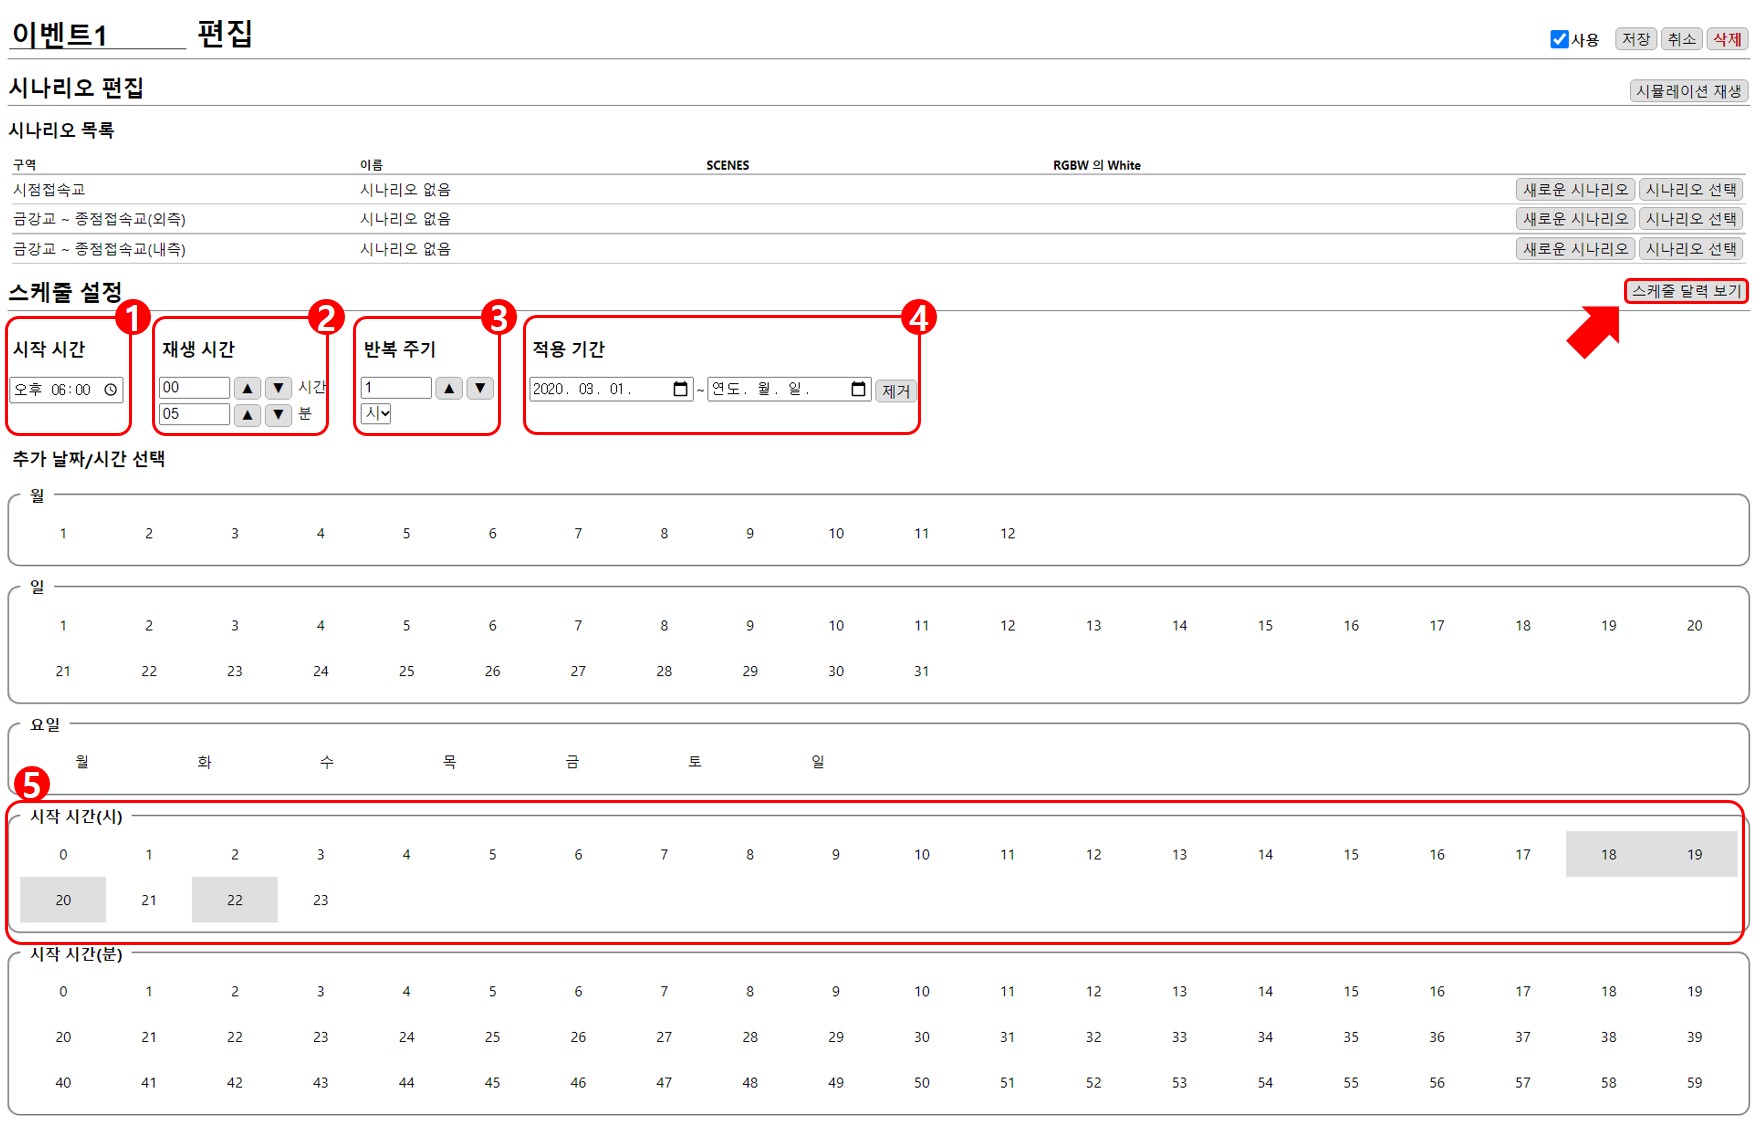 이벤트1 편집
사용 저장 취소 삭제
시나리오 편집
시뮬레이션 재생
시나리오 목록
구역 이름 SCENES RGBW 의 White
시점접속교 시나리오 없음 새로운 시나리오 시나리오 선택
금강교 ~ 종점접속교(외측) 시나리오 없음 새로운 시나리오 시나리오 선택
금강교 ~ 종점접속교(내측) 시나리오 없음 새로운 시나리오 시나리오 선택
스케줄 설정
스케줄 달력 보기
1 2 3 4
시작 시간 재생 시간 반복 주기 적용 기간
오후 06:00 00 ▲ ▼ 시간 1 ▲ ▼ 2020. 03. 01. ~ 연도. 월. 일. 제거
05 ▲ ▼ 분 시
추가 날짜/시간 선택
월
1 2 3 4 5 6 7 8 9 10 11 12
일
1 2 3 4 5 6 7 8 9 10 11 12 13 14 15 16 17 18 19 20
21 22 23 24 25 26 27 28 29 30 31
요일
월 화 수 목 금 토 일
5
시작 시간(시)
0 1 2 3 4 5 6 7 8 9 10 11 12 13 14 15 16 17 18 19
20 21 22 23
시작 시간(분)
0 1 2 3 4 5 6 7 8 9 10 11 12 13 14 15 16 17 18 19
20 21 22 23 24 25 26 27 28 29 30 31 32 33 34 35 36 37 38 39
40 41 42 43 44 45 46 47 48 49 50 51 52 53 54 55 56 57 58 59